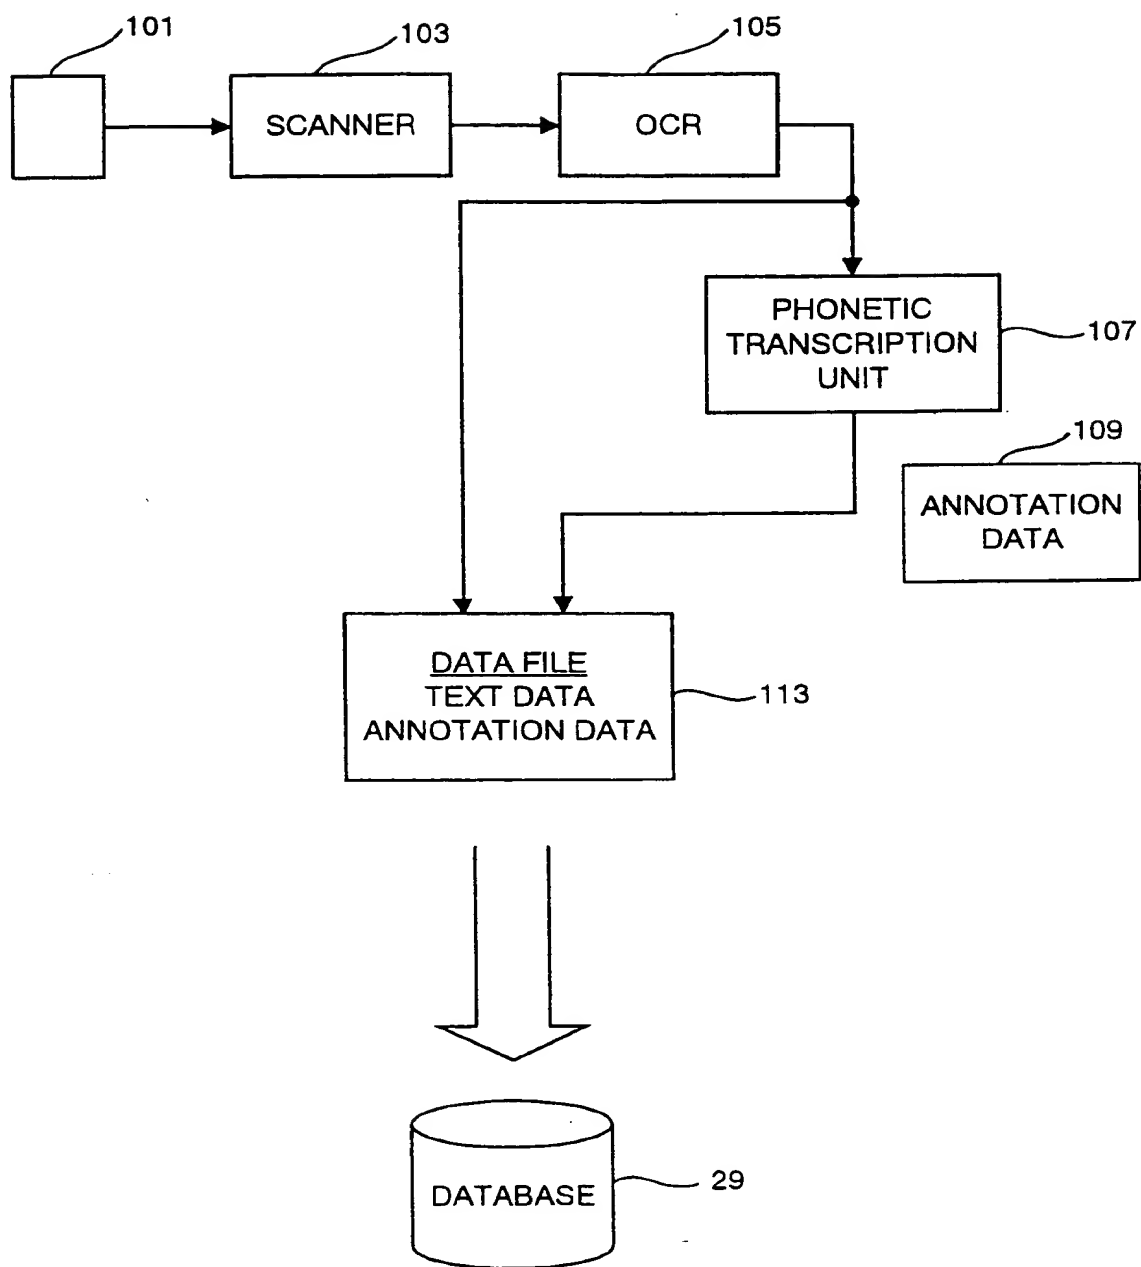 101
103
105
SCANNER
OCR
PHONETIC
TRANSCRIPTION
UNIT
107
109
ANNOTATION
DATA
DATA FILE
TEXT DATA
ANNOTATION DATA
113
DATABASE
29